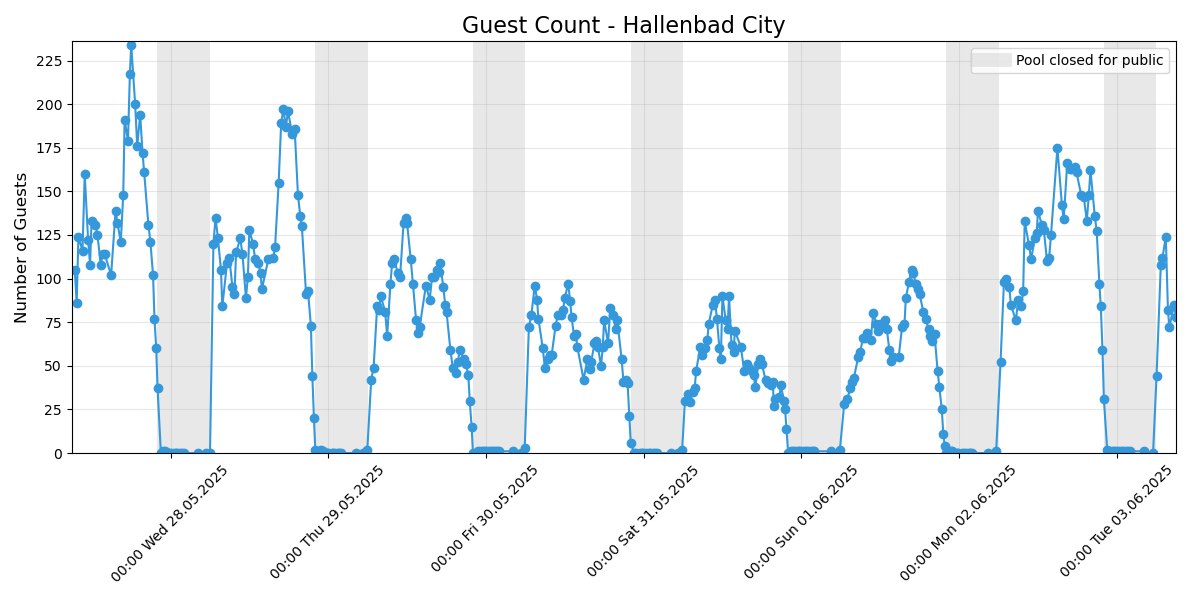 Guest Count - Hallenbad City
Pool closed for public
Number of Guests
225
200
175
150
125
100
75
50
25
0
00:00 Wed 28.05.2025
00:00 Thu 29.05.2025
00:00 Fri 30.05.2025
00:00 Sat 31.05.2025
00:00 Sun 01.06.2025
00:00 Mon 02.06.2025
00:00 Tue 03.06.2025